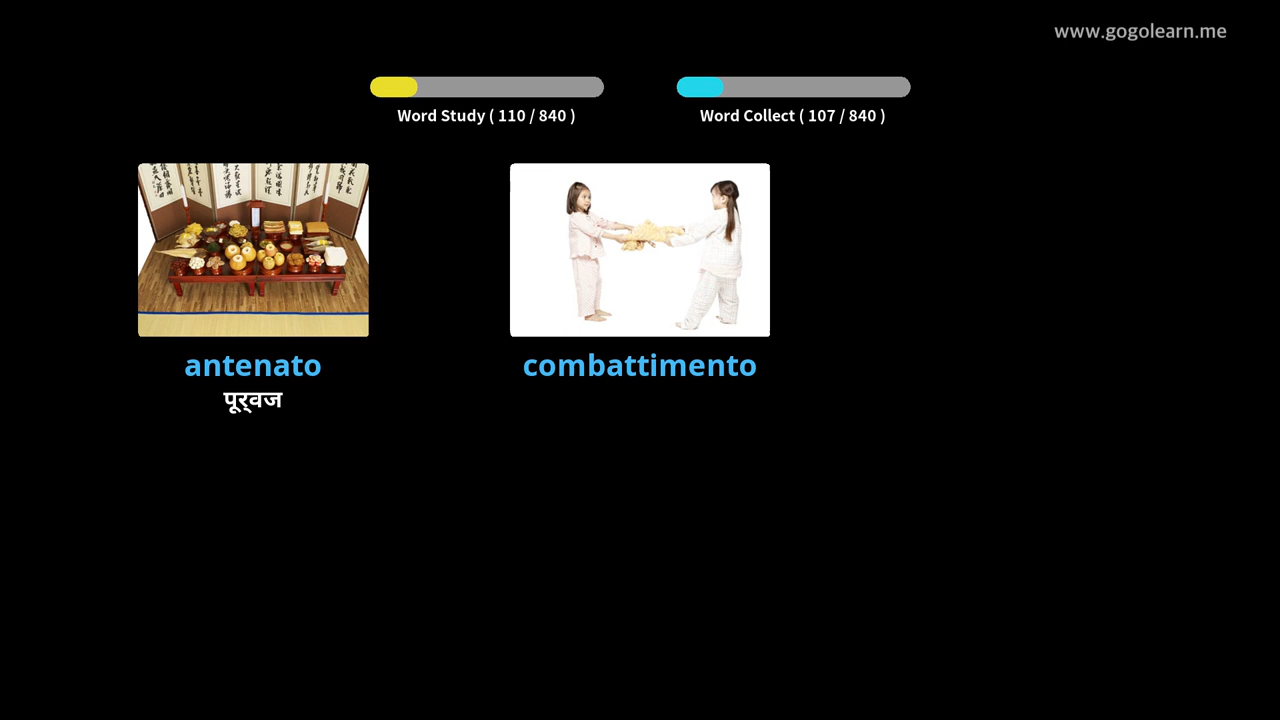 www.gogolearn.me
Word Study ( 110 / 840 )
Word Collect ( 107 / 840 )
antenato
combattimento
पूर्वज